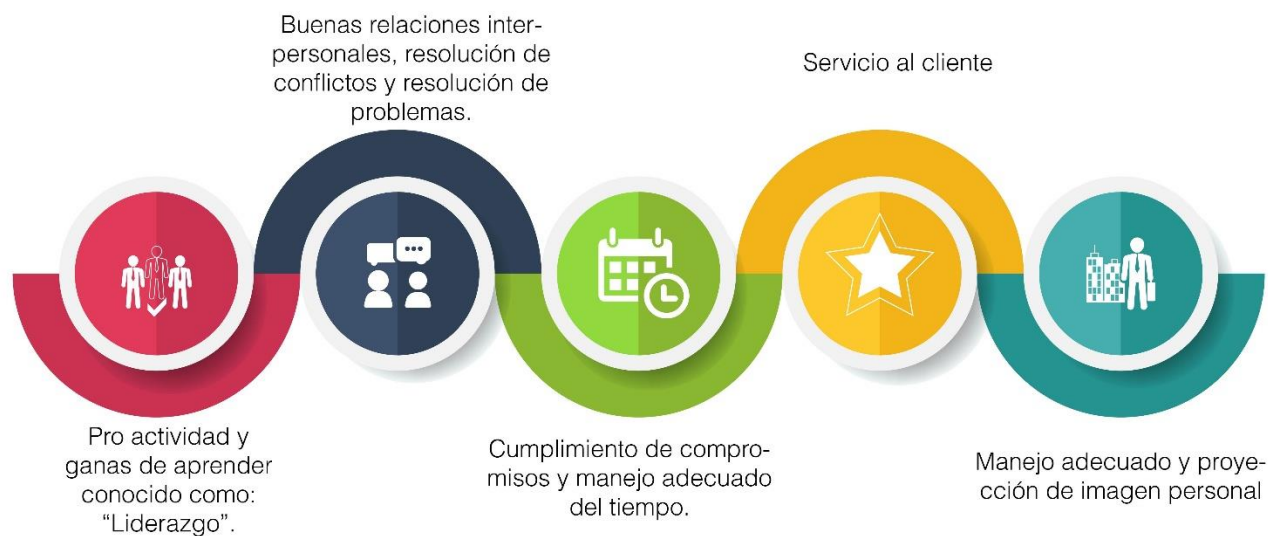 Buenas relaciones inter-
personales, resolución de
conflictos y resolución de
problemas.
Servicio al cliente
Pro actividad y
ganas de aprender
conocido como:
“Liderazgo”.
Cumplimiento de compro-
misos y manejo adecuado
del tiempo.
Manejo adecuado y proye-
cción de imagen personal